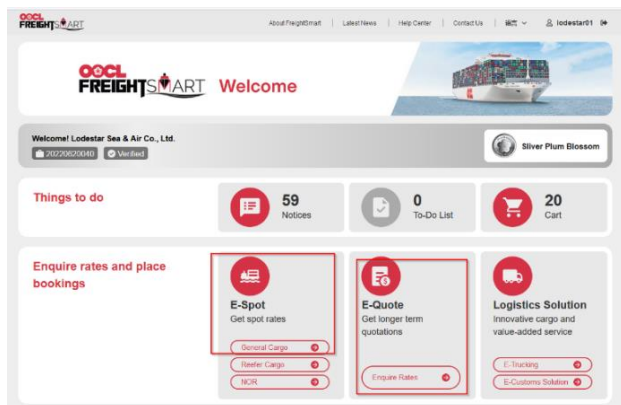 OOCL
FREIGHTSMART
About FreightSmart | Latest News | Help Center | Contact Us
lodestar01
OOCL
FREIGHTSMART Welcome
Welcome! Lodestar Sea & Air Co., Ltd.
20220620040 Verified
Sliver Plum Blossom
Things to do
59
Notices
0
To-Do List
20
Cart
Enquire rates and place
bookings
E-Spot
Get spot rates
General Cargo
Reefer Cargo
NOR
E-Quote
Get longer term
quotations
Enquire Rates
Logistics Solution
Innovative cargo and
value-added service
E-Trucking
E-Customs Solution